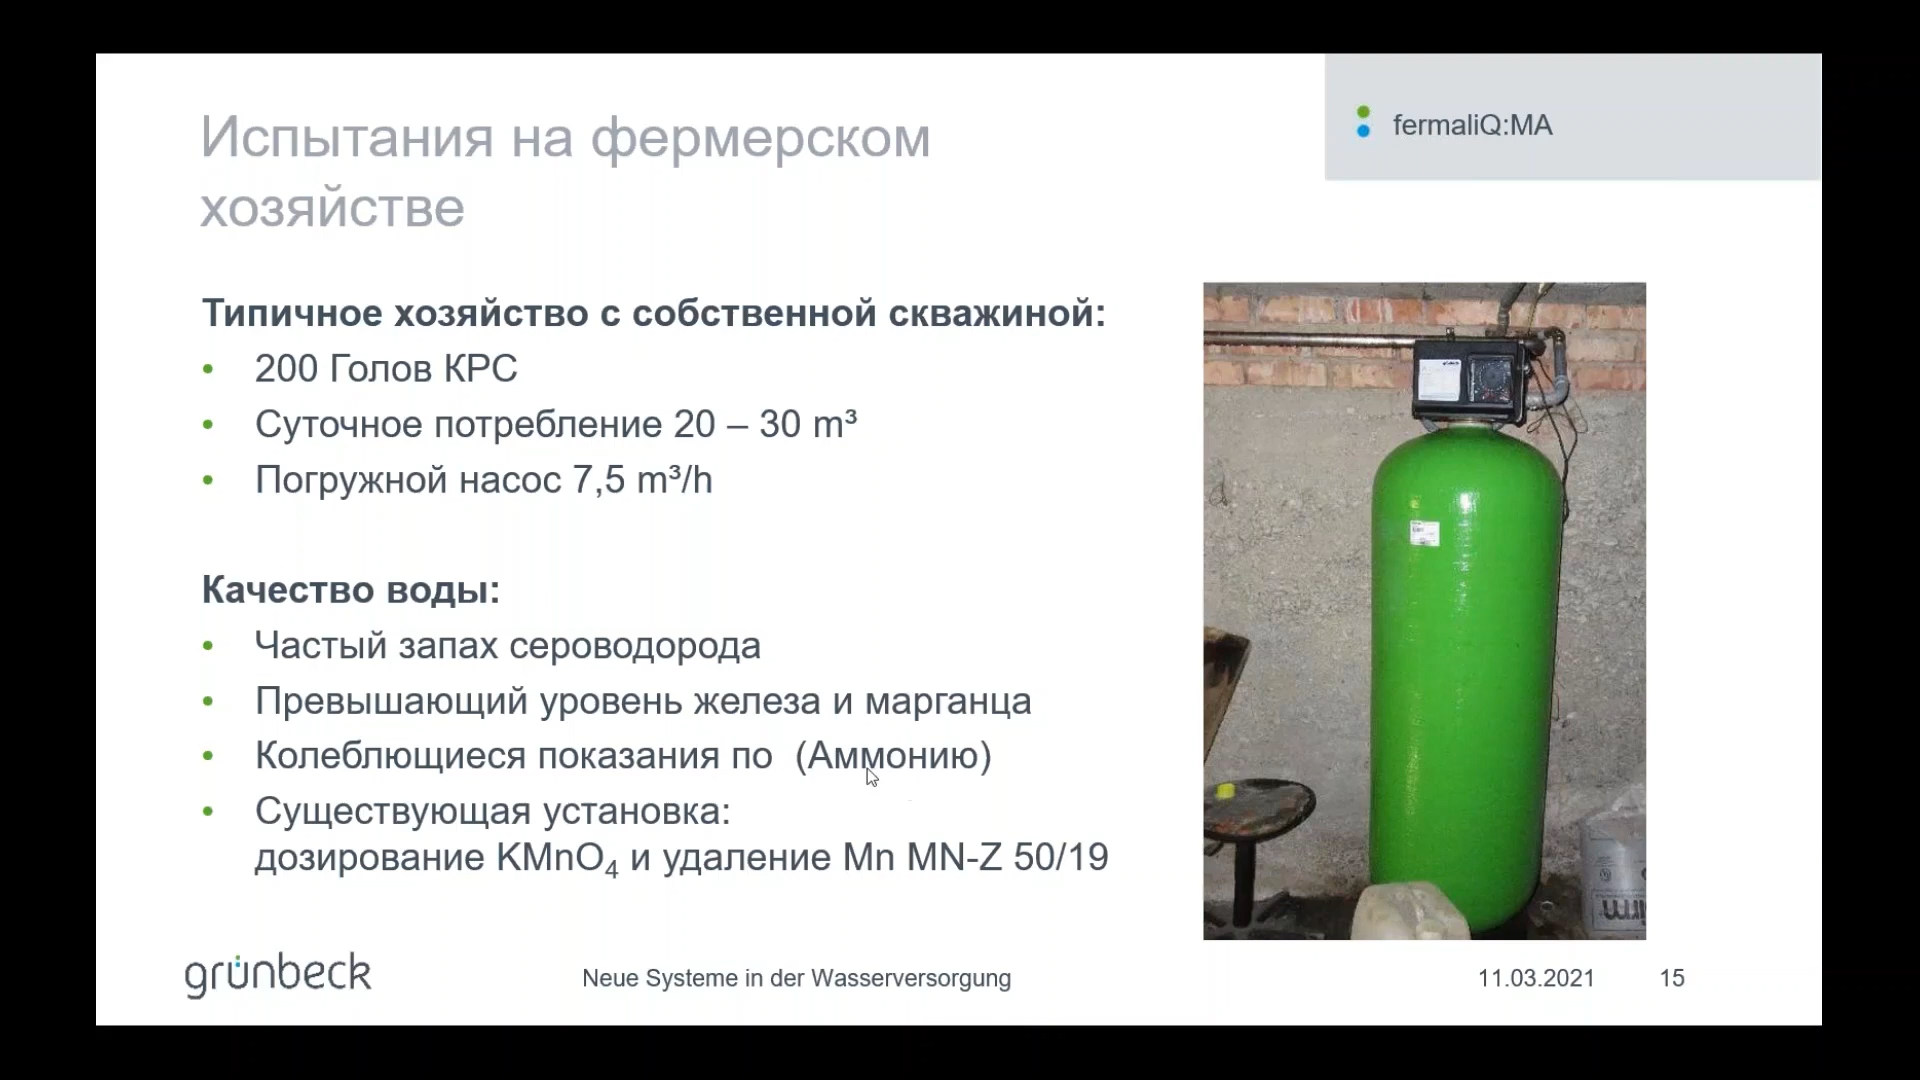 Испытания на фермерском
хозяйстве
fermaliQ:MA
Типичное хозяйство с собственной скважиной:
• 200 Голов КРС
• Суточное потребление 20 – 30 m³
• Погружной насос 7,5 m³/h
Качество воды:
• Частый запах сероводорода
• Превышающий уровень железа и марганца
• Колеблющиеся показания по (Аммонию)
• Существующая установка:
дозирование KMnO₄ и удаление Mn MN-Z 50/19
grünbeck
Neue Systeme in der Wasserversorgung
11.03.2021
15